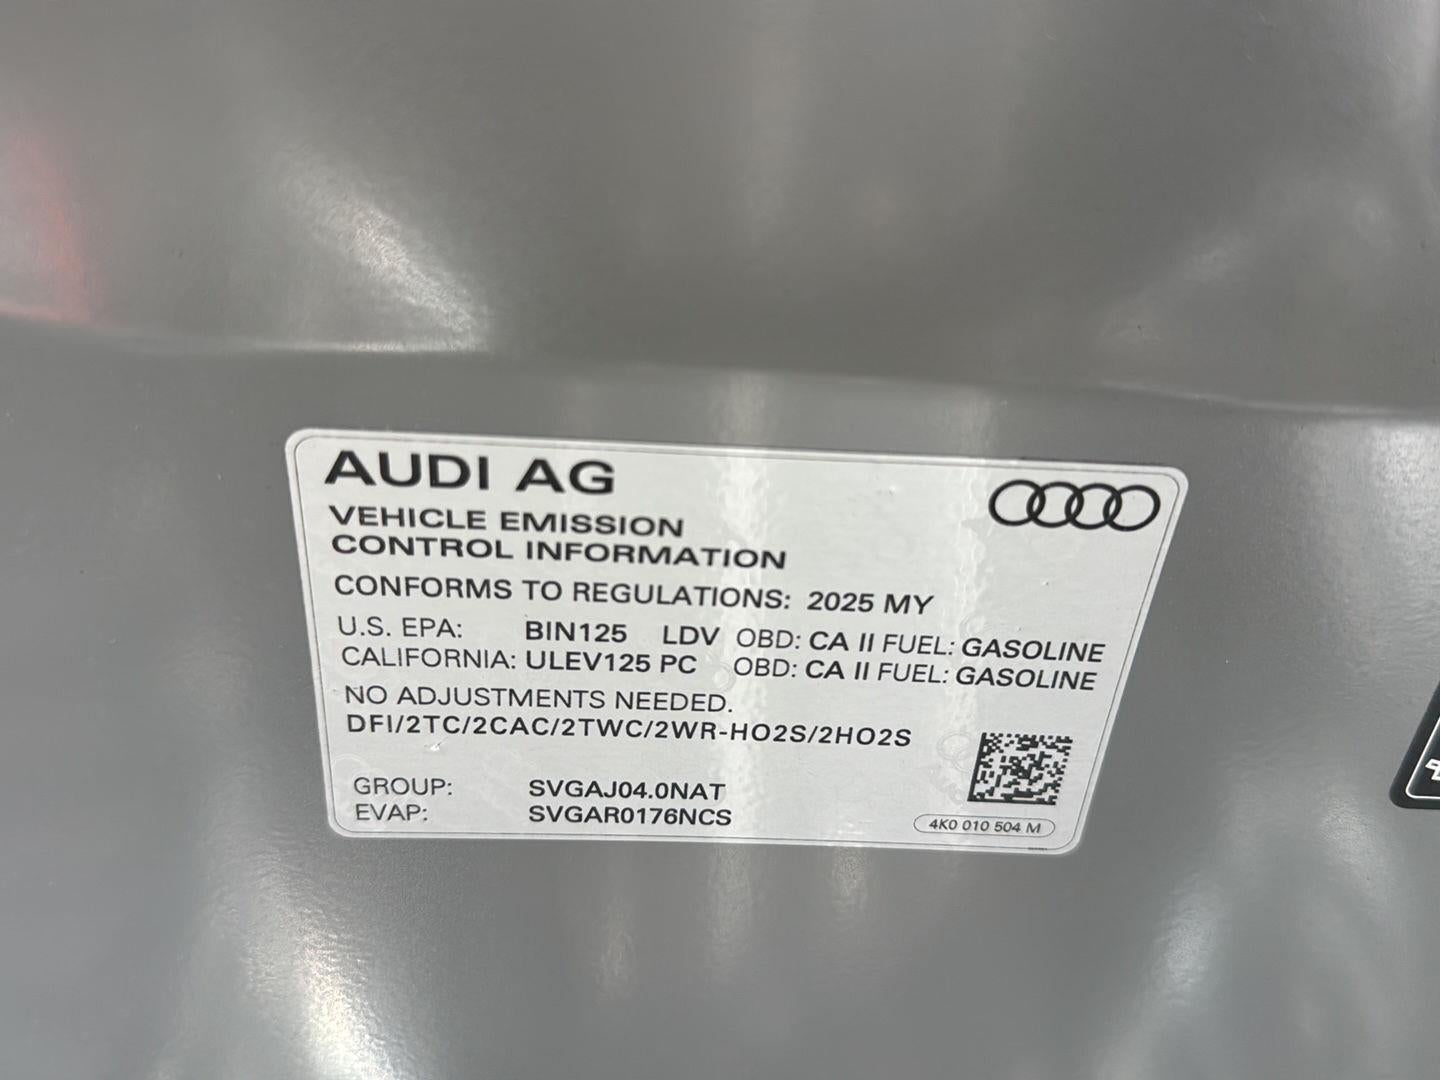 AUDI AG
VEHICLE EMISSION
CONTROL INFORMATION
CONFORMS TO REGULATIONS: 2025 MY
U.S. EPA: BIN125 LDV OBD: CA II FUEL: GASOLINE
CALIFORNIA: ULEV125 PC OBD: CA II FUEL: GASOLINE
NO ADJUSTMENTS NEEDED.
DFI/2TC/2CAC/2TWC/2WR-HO2S/2HO2S
GROUP: SVGAJ04.0NAT
EVAP: SVGAR0176NCS
4K0 010 504 M